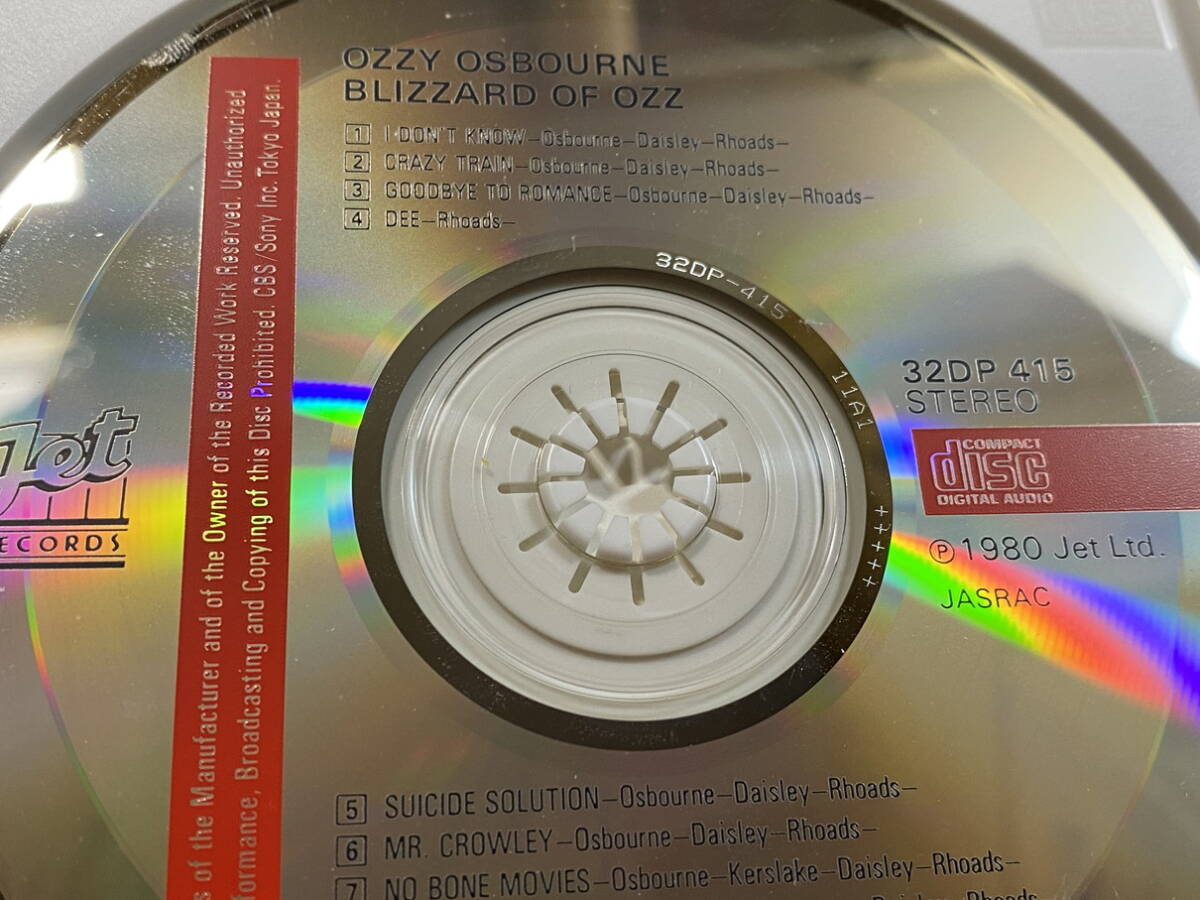 OZZY OSBOURNE
BLIZZARD OF OZZ
1 I DON'T KNOW–Osbourne–Daisley–Rhoads–
2 CRAZY TRAIN–Osbourne–Daisley–Rhoads–
3 GOODBYE TO ROMANCE–Osbourne–Daisley–Rhoads–
4 DEE–Rhoads–
32DP-415 11A1 +++++
32DP 415
STEREO
COMPACT
disc
DIGITAL AUDIO
Ⓟ 1980 Jet Ltd.
JASRAC
Jet
ECORDS
s of the Manufacturer and of the Owner of the Recorded Work Reserved. Unauthorized
formance, Broadcasting and Copying of this Disc Prohibited. CBS/Sony Inc. Tokyo Japan.
5 SUICIDE SOLUTION–Osbourne–Daisley–Rhoads–
6 MR. CROWLEY–Osbourne–Daisley–Rhoads–
7 NO BONE MOVIES–Osbourne–Kerslake–Daisley–Rhoads–
Daisley–Rhoads–